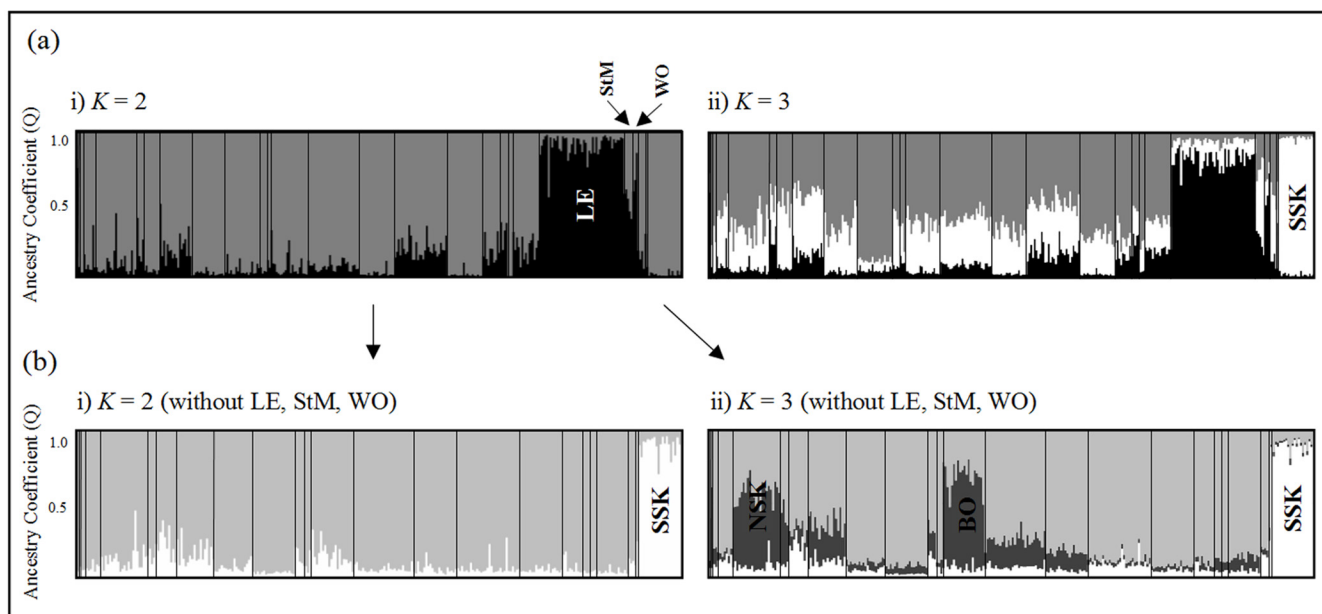 (a)
StM
WO
i) K = 2
ii) K = 3
Ancestry Coefficient (Q)
1.0
0.5
LE
SSK
(b)
i) K = 2 (without LE, StM, WO)
ii) K = 3 (without LE, StM, WO)
Ancestry Coefficient (Q)
1.0
0.5
SSK
NSK
BO
SSK